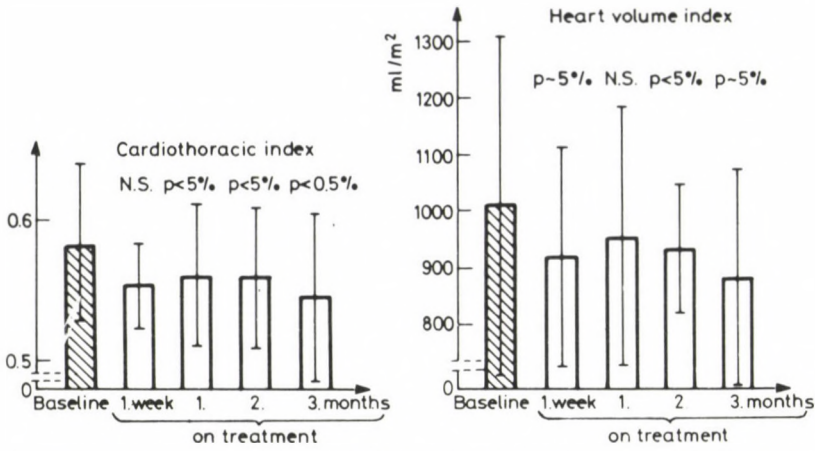 Cardiothoracic index
N.S. p<5% p<5% p<0.5%
0.6
0.5
0
Baseline 1.week 1. 2. 3.months
on treatment
Heart volume index
ml/m²
p~5% N.S. p<5% p~5%
1300
1200
1100
1000
900
800
0
Baseline 1.week 1. 2 3.months
on treatment